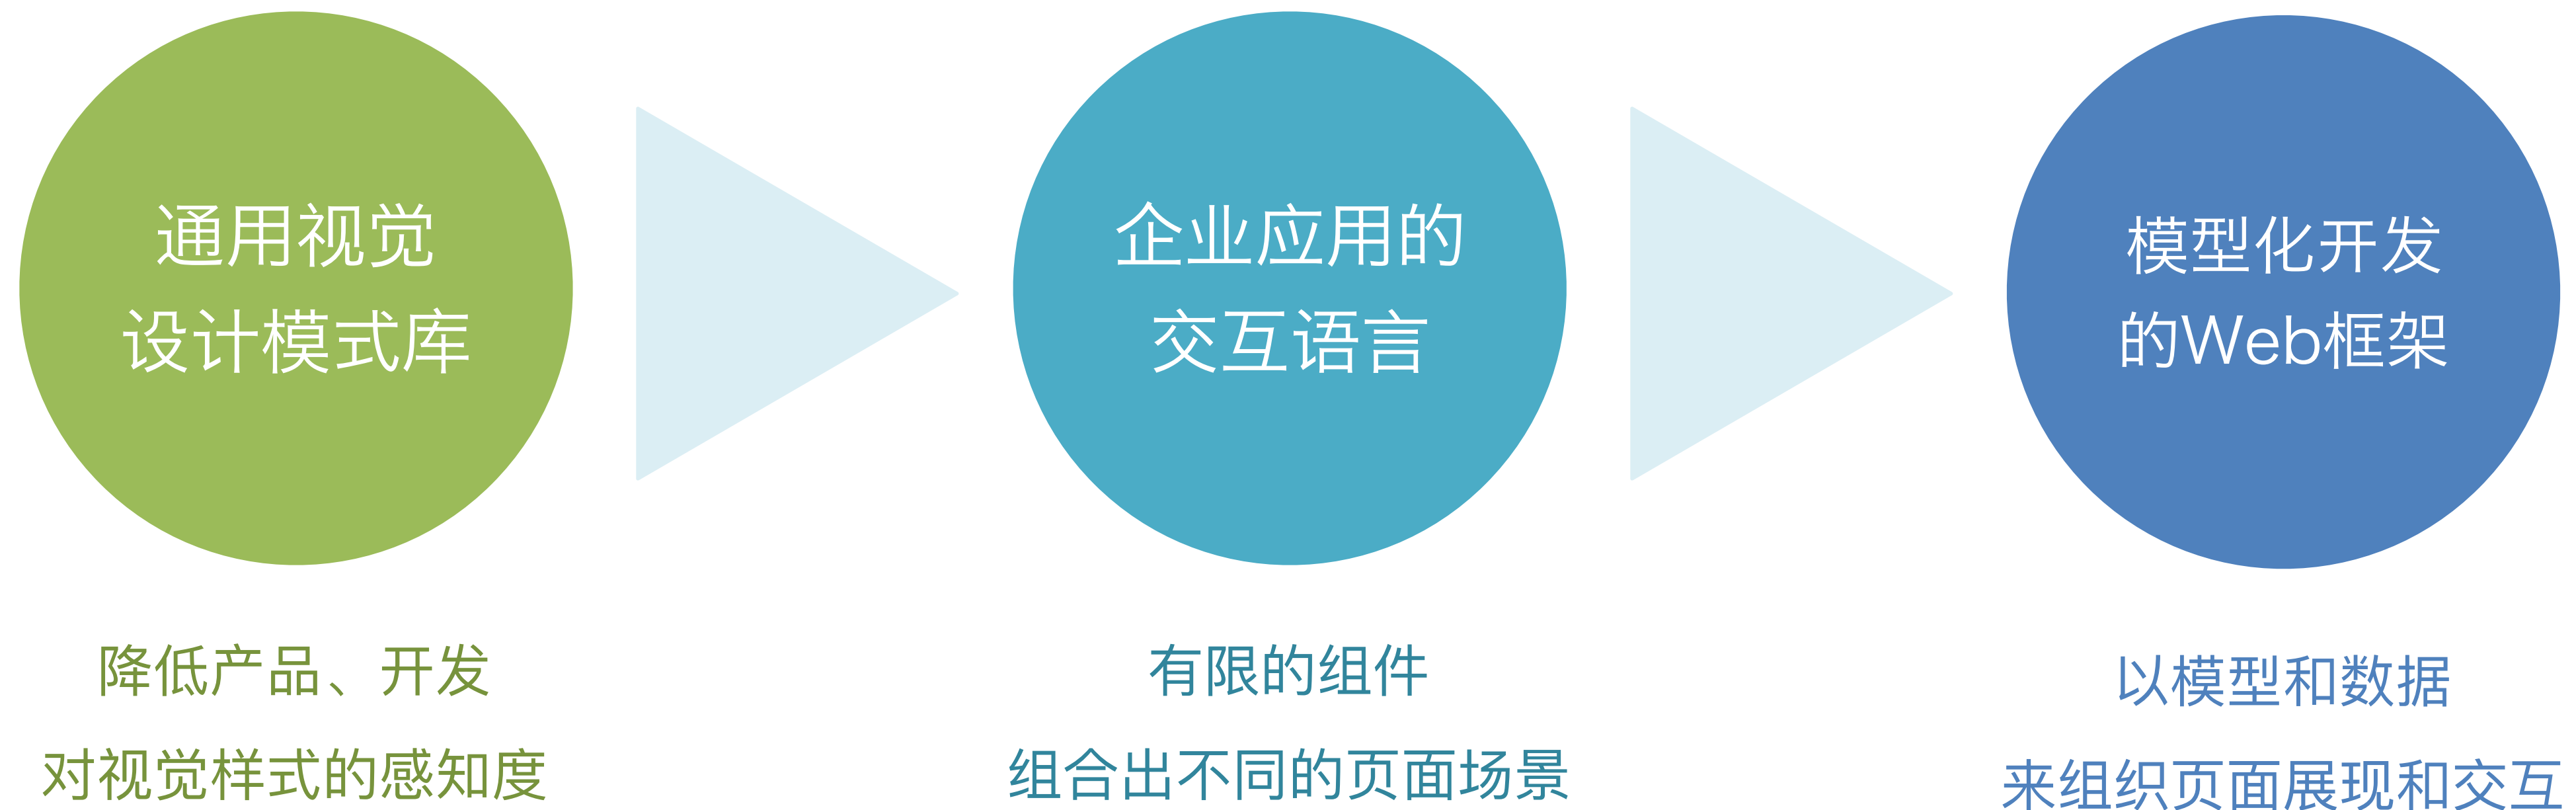 通用视觉
设计模式库
企业应用的
交互语言
模型化开发
的Web框架
降低产品、开发
对视觉样式的感知度
有限的组件
组合出不同的页面场景
以模型和数据
来组织页面展现和交互